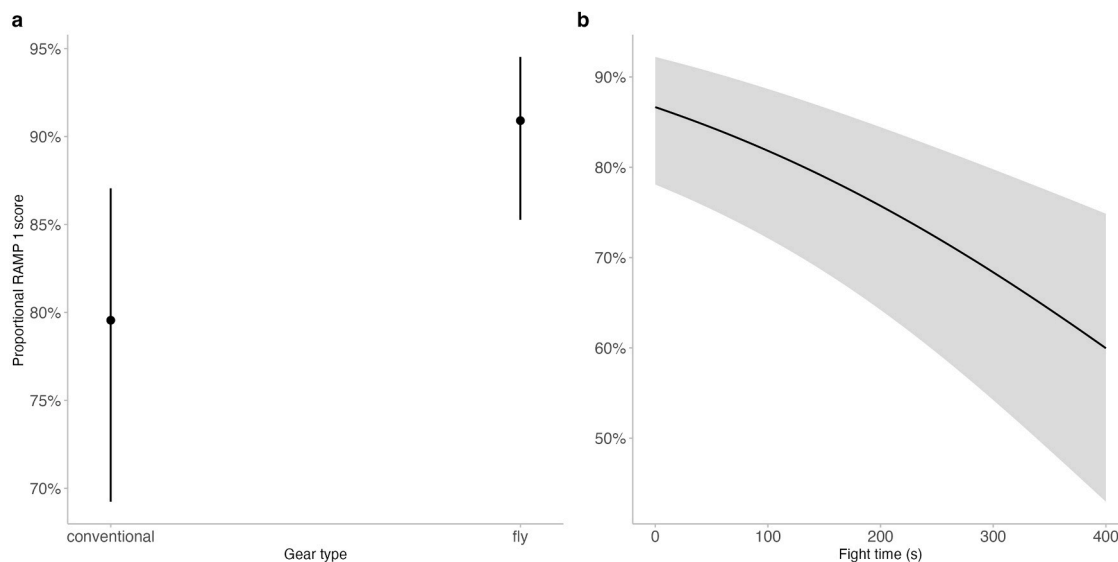 a
95%
90%
85%
80%
75%
70%
Proportional RAMP 1 score
conventional
fly
Gear type
b
90%
80%
70%
60%
50%
0
100
200
300
400
Fight time (s)